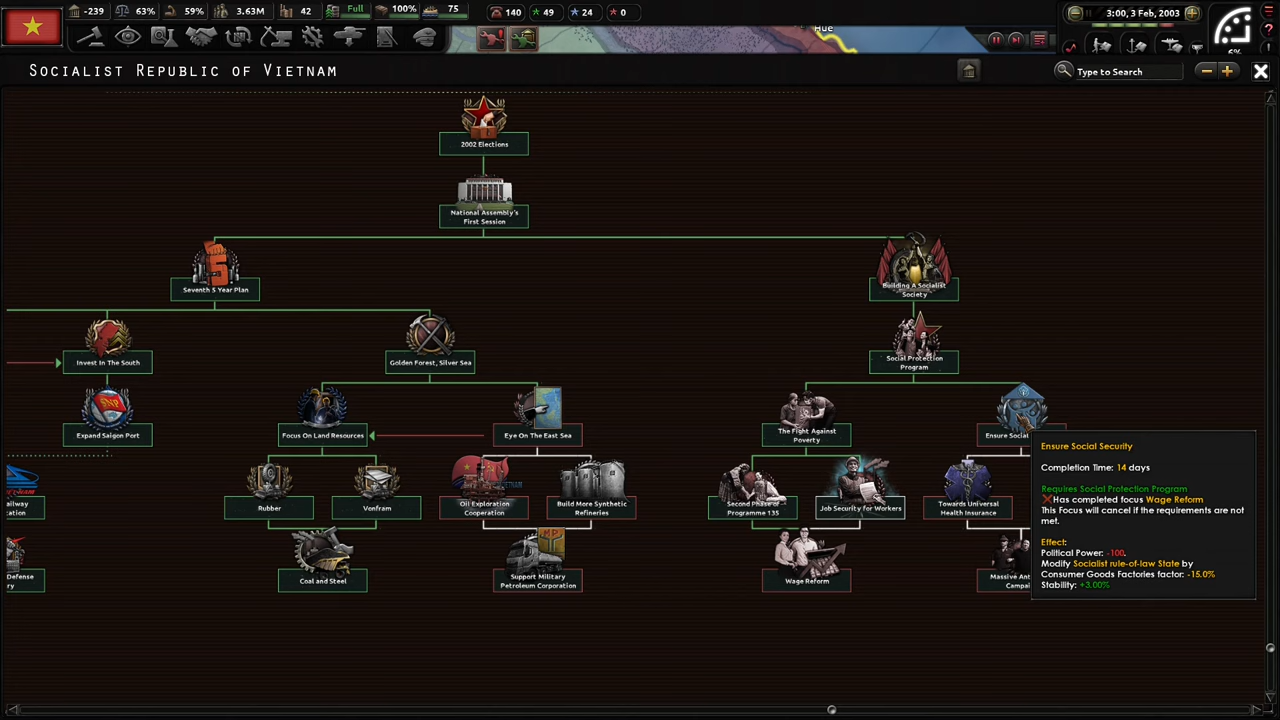 -239
63%
59%
3.63M
42
Full
100%
75
140
49
24
0
Hue
3:00, 3 Feb, 2003
6%
Socialist Republic of Vietnam
Type to Search
2002 Elections
National Assembly's
First Session
Seventh 5 Year Plan
Building A Socialist
Society
Invest In The South
Golden Forest, Silver Sea
Social Protection
Program
Expand Saigon Port
Focus On Land Resources
Eye On The East Sea
The Fight Against
Poverty
Ensure Social
Rubber
Vonfram
Oil Exploration
Cooperation
Build More Synthetic
Refineries
Second Phase of
Programme 135
Job Security for Workers
Towards Universal
Health Insurance
Defense
Coal and Steel
Support Military
Petroleum Corporation
Wage Reform
Massive Ant
Campai
Ensure Social Security
Completion Time: 14 days
Requires Social Protection Program
Has completed focus Wage Reform
This Focus will cancel if the requirements are not
met.
Effect:
Political Power: -100.
Modify Socialist rule-of-law State by
Consumer Goods Factories factor: -15.0%
Stability: +3.00%